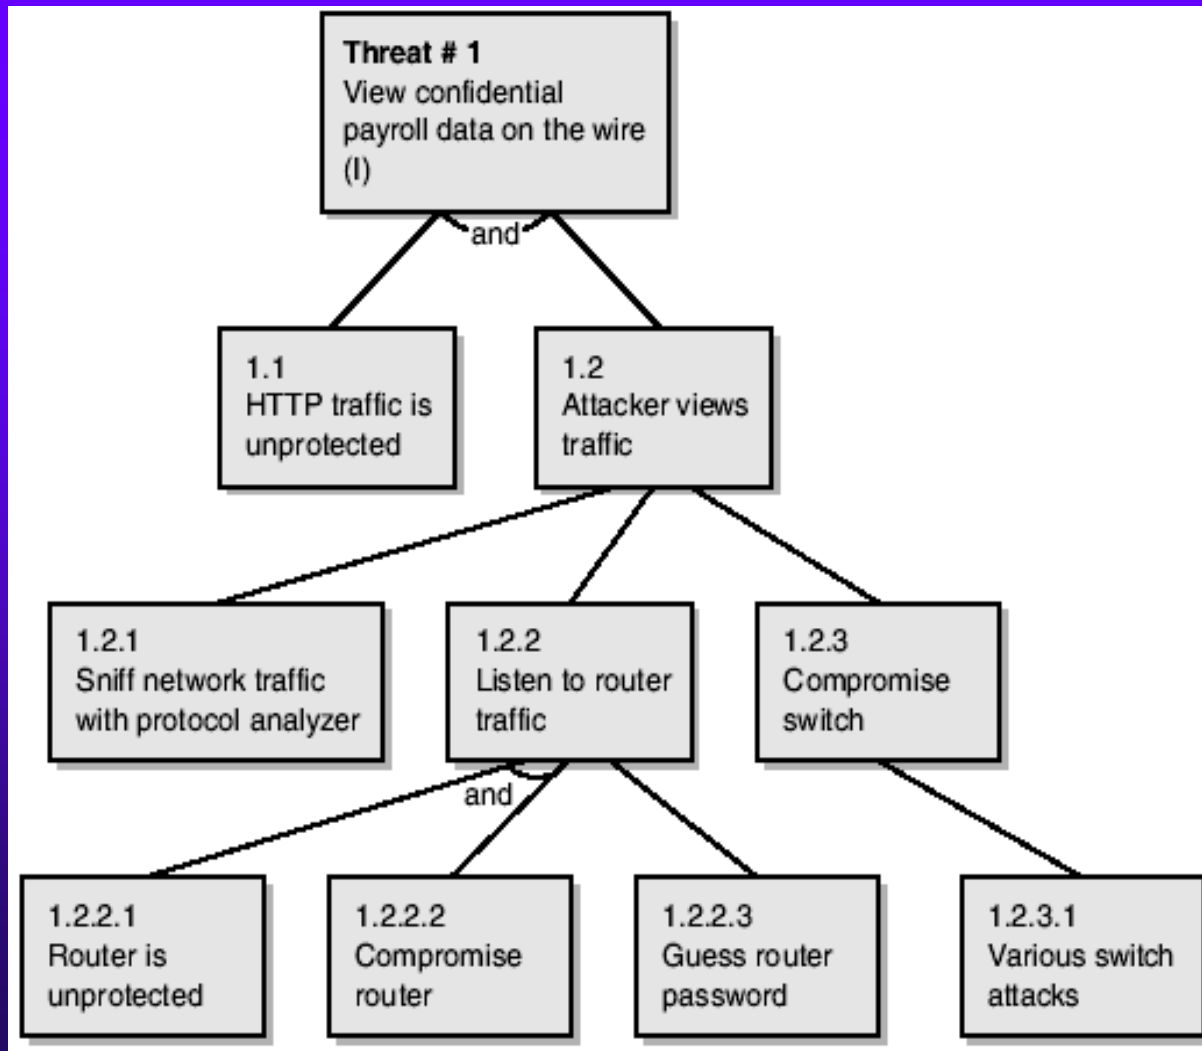 Threat # 1
View confidential
payroll data on the wire
(I)
and
1.1
HTTP traffic is
unprotected
1.2
Attacker views
traffic
1.2.1
Sniff network traffic
with protocol analyzer
1.2.2
Listen to router
traffic
1.2.3
Compromise
switch
and
1.2.2.1
Router is
unprotected
1.2.2.2
Compromise
router
1.2.2.3
Guess router
password
1.2.3.1
Various switch
attacks